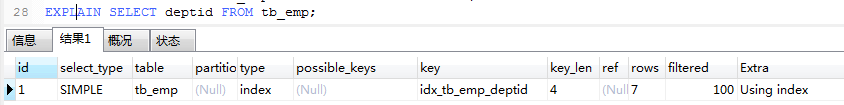 28 EXPLAIN SELECT deptid FROM tb_emp;
信息 结果1 概况 状态
id select_type table partitio type possible_keys key key_len ref rows filtered Extra
1 SIMPLE tb_emp (Null) index (Null) idx_tb_emp_deptid 4 (Null 7 100 Using index